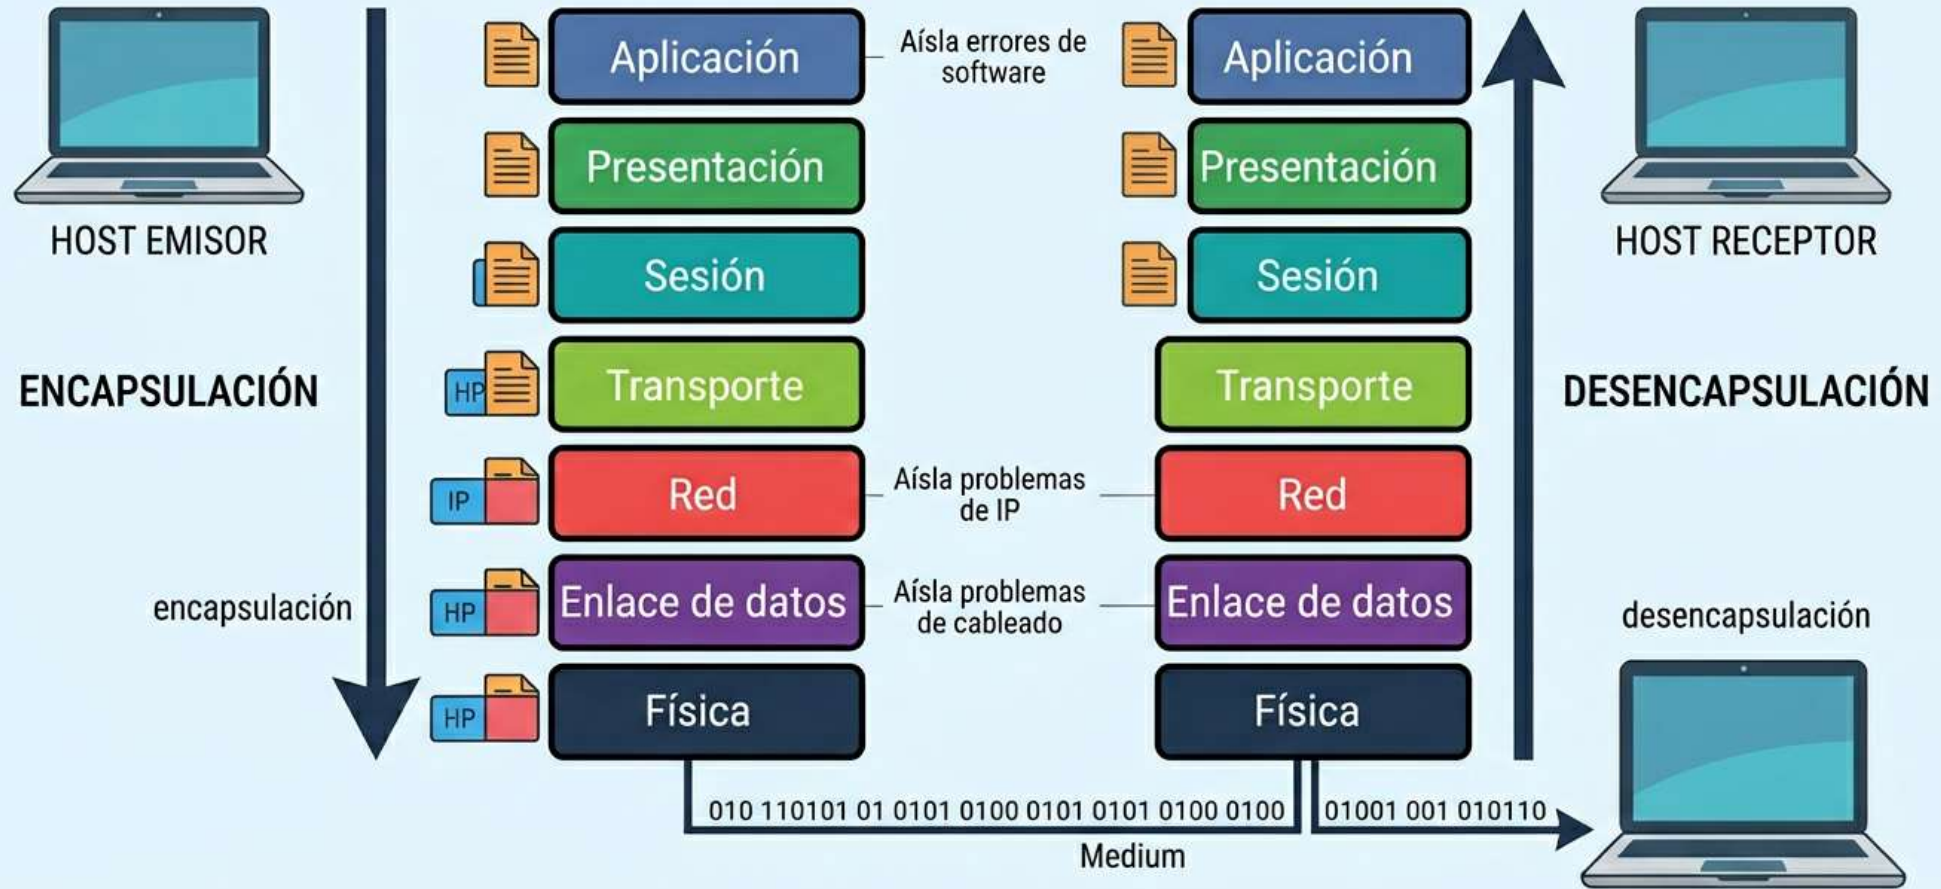 HOST EMISOR
ENCAPSULACIÓN
encapsulación
Aplicación
Presentación
Sesión
HP
Transporte
IP
Red
HP
Enlace de datos
HP
Física
Aísla errores de
software
Aísla problemas
de IP
Aísla problemas
de cableado
Aplicación
Presentación
Sesión
Transporte
Red
Enlace de datos
Física
HOST RECEPTOR
DESENCAPSULACIÓN
desencapsulación
010 110101 01 0101 0100 0101 0101 0100 0100
01001 001 010110
Medium